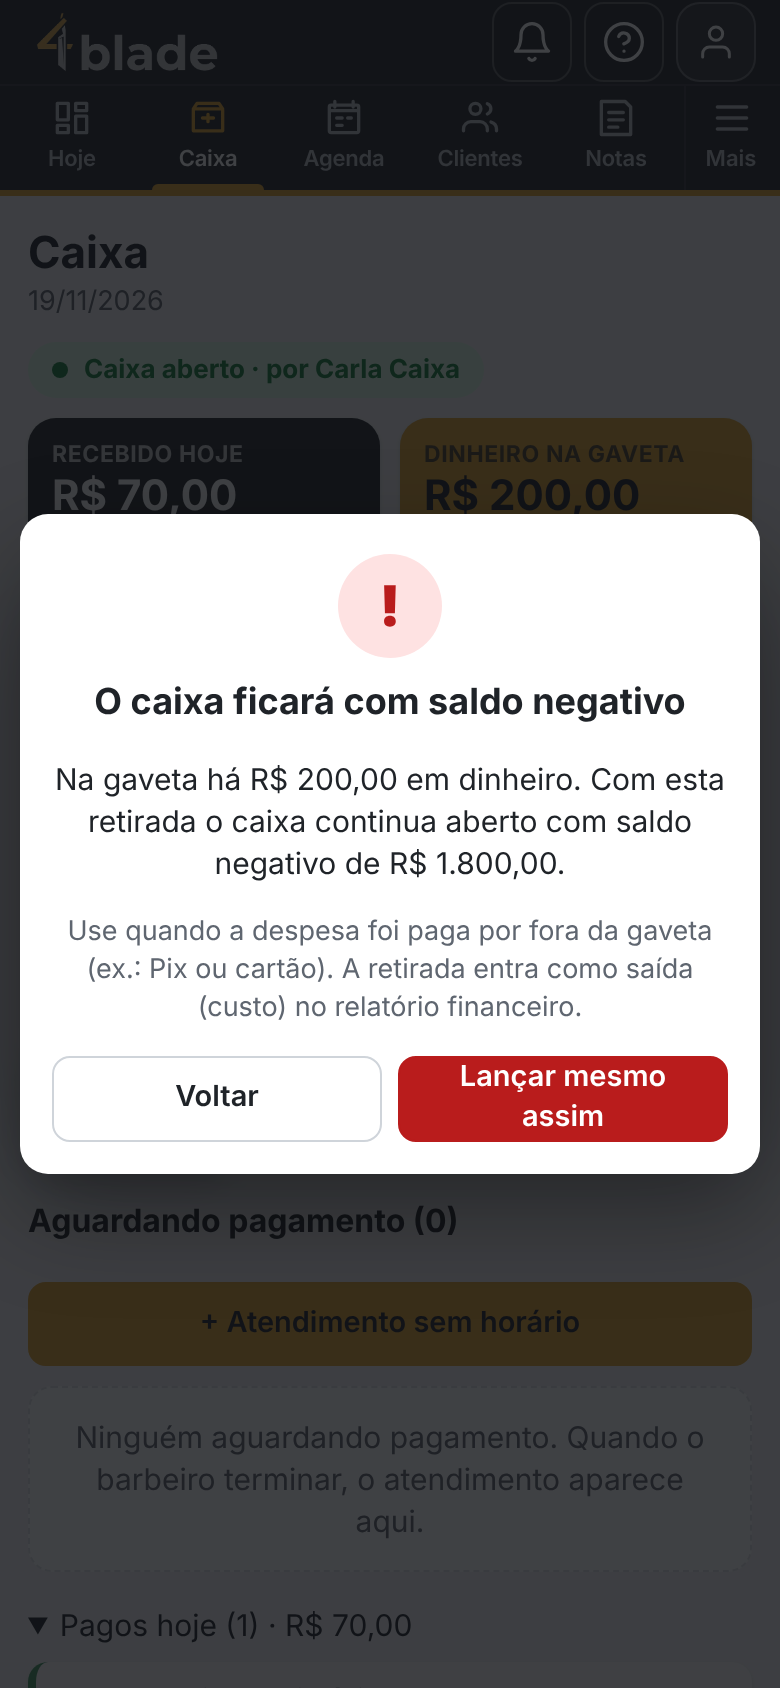 4blade
Hoje
Caixa
Agenda
Clientes
Notas
Mais
Caixa
19/11/2026
Caixa aberto · por Carla Caixa
RECEBIDO HOJE
R$ 70,00
DINHEIRO NA GAVETA
R$ 200,00
!
O caixa ficará com saldo negativo
Na gaveta há R$ 200,00 em dinheiro. Com esta
retirada o caixa continua aberto com saldo
negativo de R$ 1.800,00.
Use quando a despesa foi paga por fora da gaveta
(ex.: Pix ou cartão). A retirada entra como saída
(custo) no relatório financeiro.
Voltar
Lançar mesmo
assim
Aguardando pagamento (0)
+ Atendimento sem horário
Ninguém aguardando pagamento. Quando o
barbeiro terminar, o atendimento aparece
aqui.
▼ Pagos hoje (1) · R$ 70,00